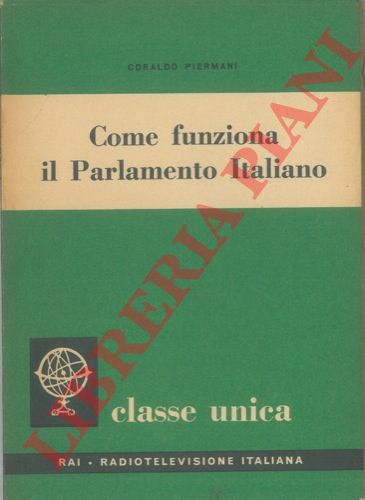 CORALDO PIERMANI
Come funziona
il Parlamento Italiano
LIBRERIA PIANI
classe unica
RAI • RADIOTELEVISIONE ITALIANA